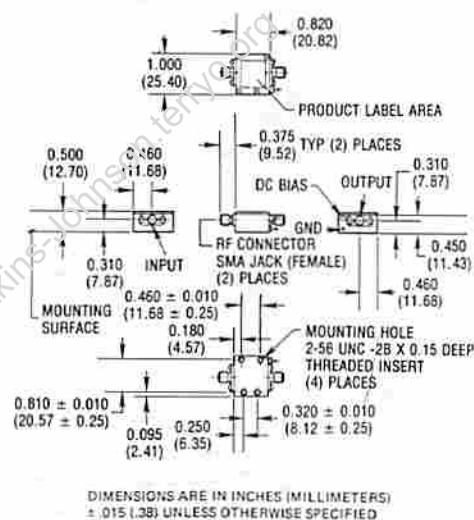 0.820
(20.82)
1.000
(25.40)
PRODUCT LABEL AREA
0.375
(9.52)
TYP (2) PLACES
0.500
(12.70)
0.460
(11.68)
DC BIAS
OUTPUT
0.310
(7.87)
GND
RF CONNECTOR
SMA JACK (FEMALE)
(2) PLACES
INPUT
0.310
(7.87)
0.450
(11.43)
0.460
(11.68)
MOUNTING
SURFACE
0.460 ± 0.010
(11.68 ± 0.25)
0.180
(4.57)
MOUNTING HOLE
2-56 UNC -2B X 0.15 DEEP
THREADED INSERT
(4) PLACES
0.810 ± 0.010
(20.57 ± 0.25)
0.095
(2.41)
0.250
(6.35)
0.320 ± 0.010
(8.12 ± 0.25)
DIMENSIONS ARE IN INCHES (MILLIMETERS)
± .015 (.38) UNLESS OTHERWISE SPECIFIED
kins-johnson.terryo.org